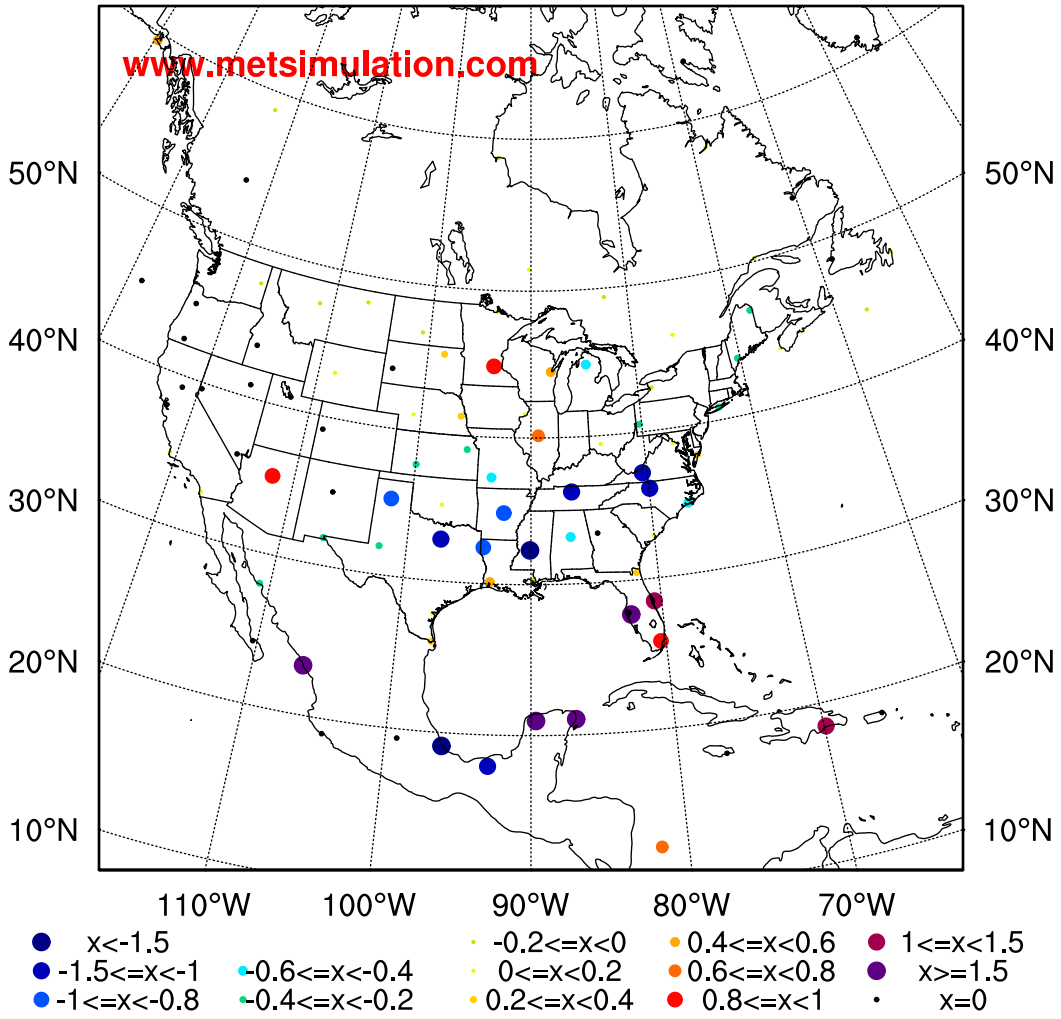 www.metsimulation.com
50°N 50°N
40°N 40°N
30°N 30°N
20°N 20°N
10°N 10°N
110°W 100°W 90°W 80°W 70°W
x<-1.5 -0.2<=x<0 0.4<=x<0.6 1<=x<1.5
-1.5<=x<-1 -0.6<=x<-0.4 0<=x<0.2 0.6<=x<0.8 x>=1.5
-1<=x<-0.8 -0.4<=x<-0.2 0.2<=x<0.4 0.8<=x<1 x=0